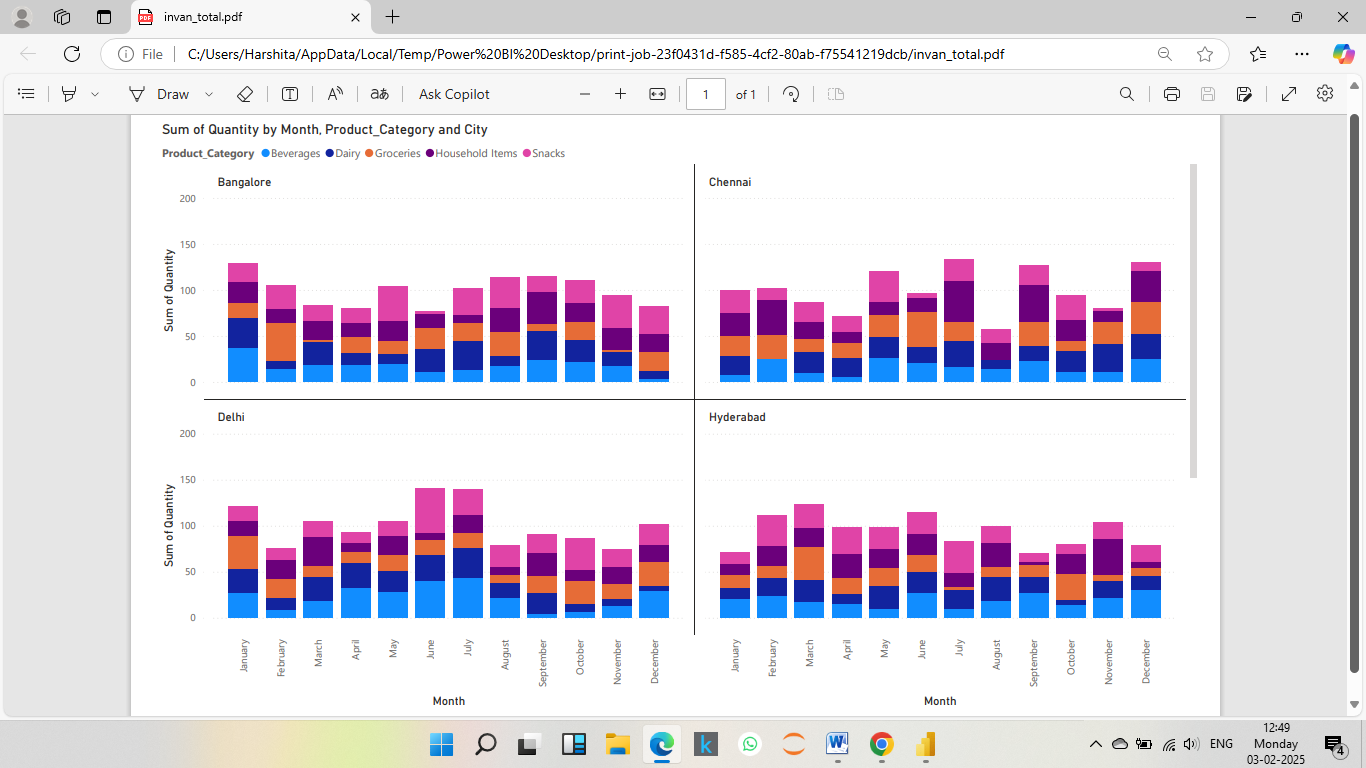 invan_total.pdf
File C:/Users/Harshita/AppData/Local/Temp/Power%20BI%20Desktop/print-job-23f0431d-f585-4cf2-80ab-f75541219dcb/invan_total.pdf
Draw Ask Copilot 1 of 1
Sum of Quantity by Month, Product_Category and City
Product_Category Beverages Dairy Groceries Household Items Snacks
Bangalore
Chennai
200
150
100
50
0
Sum of Quantity
Delhi
Hyderabad
200
150
100
50
0
Sum of Quantity
January February March April May June July August September October November December
January February March April May June July August September October November December
Month
Month
ENG
12:49
Monday
03-02-2025
4